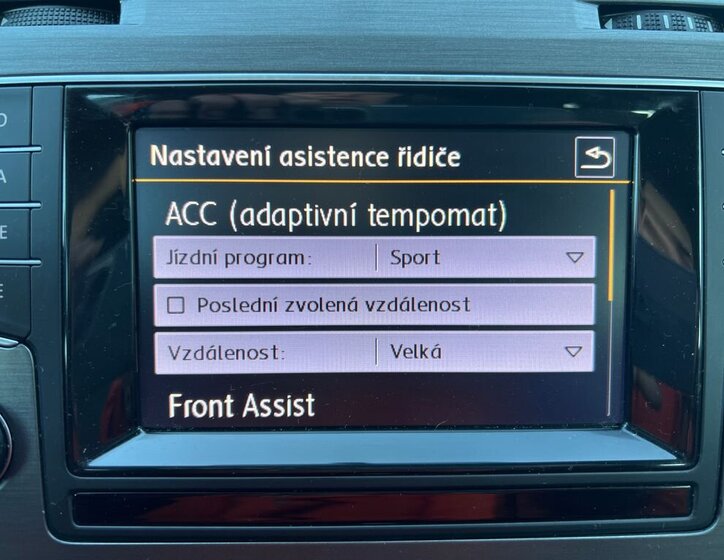 Nastavení asistence řidiče
ACC (adaptivní tempomat)
Jízdní program: Sport
Poslední zvolená vzdálenost
Vzdálenost: Velká
Front Assist